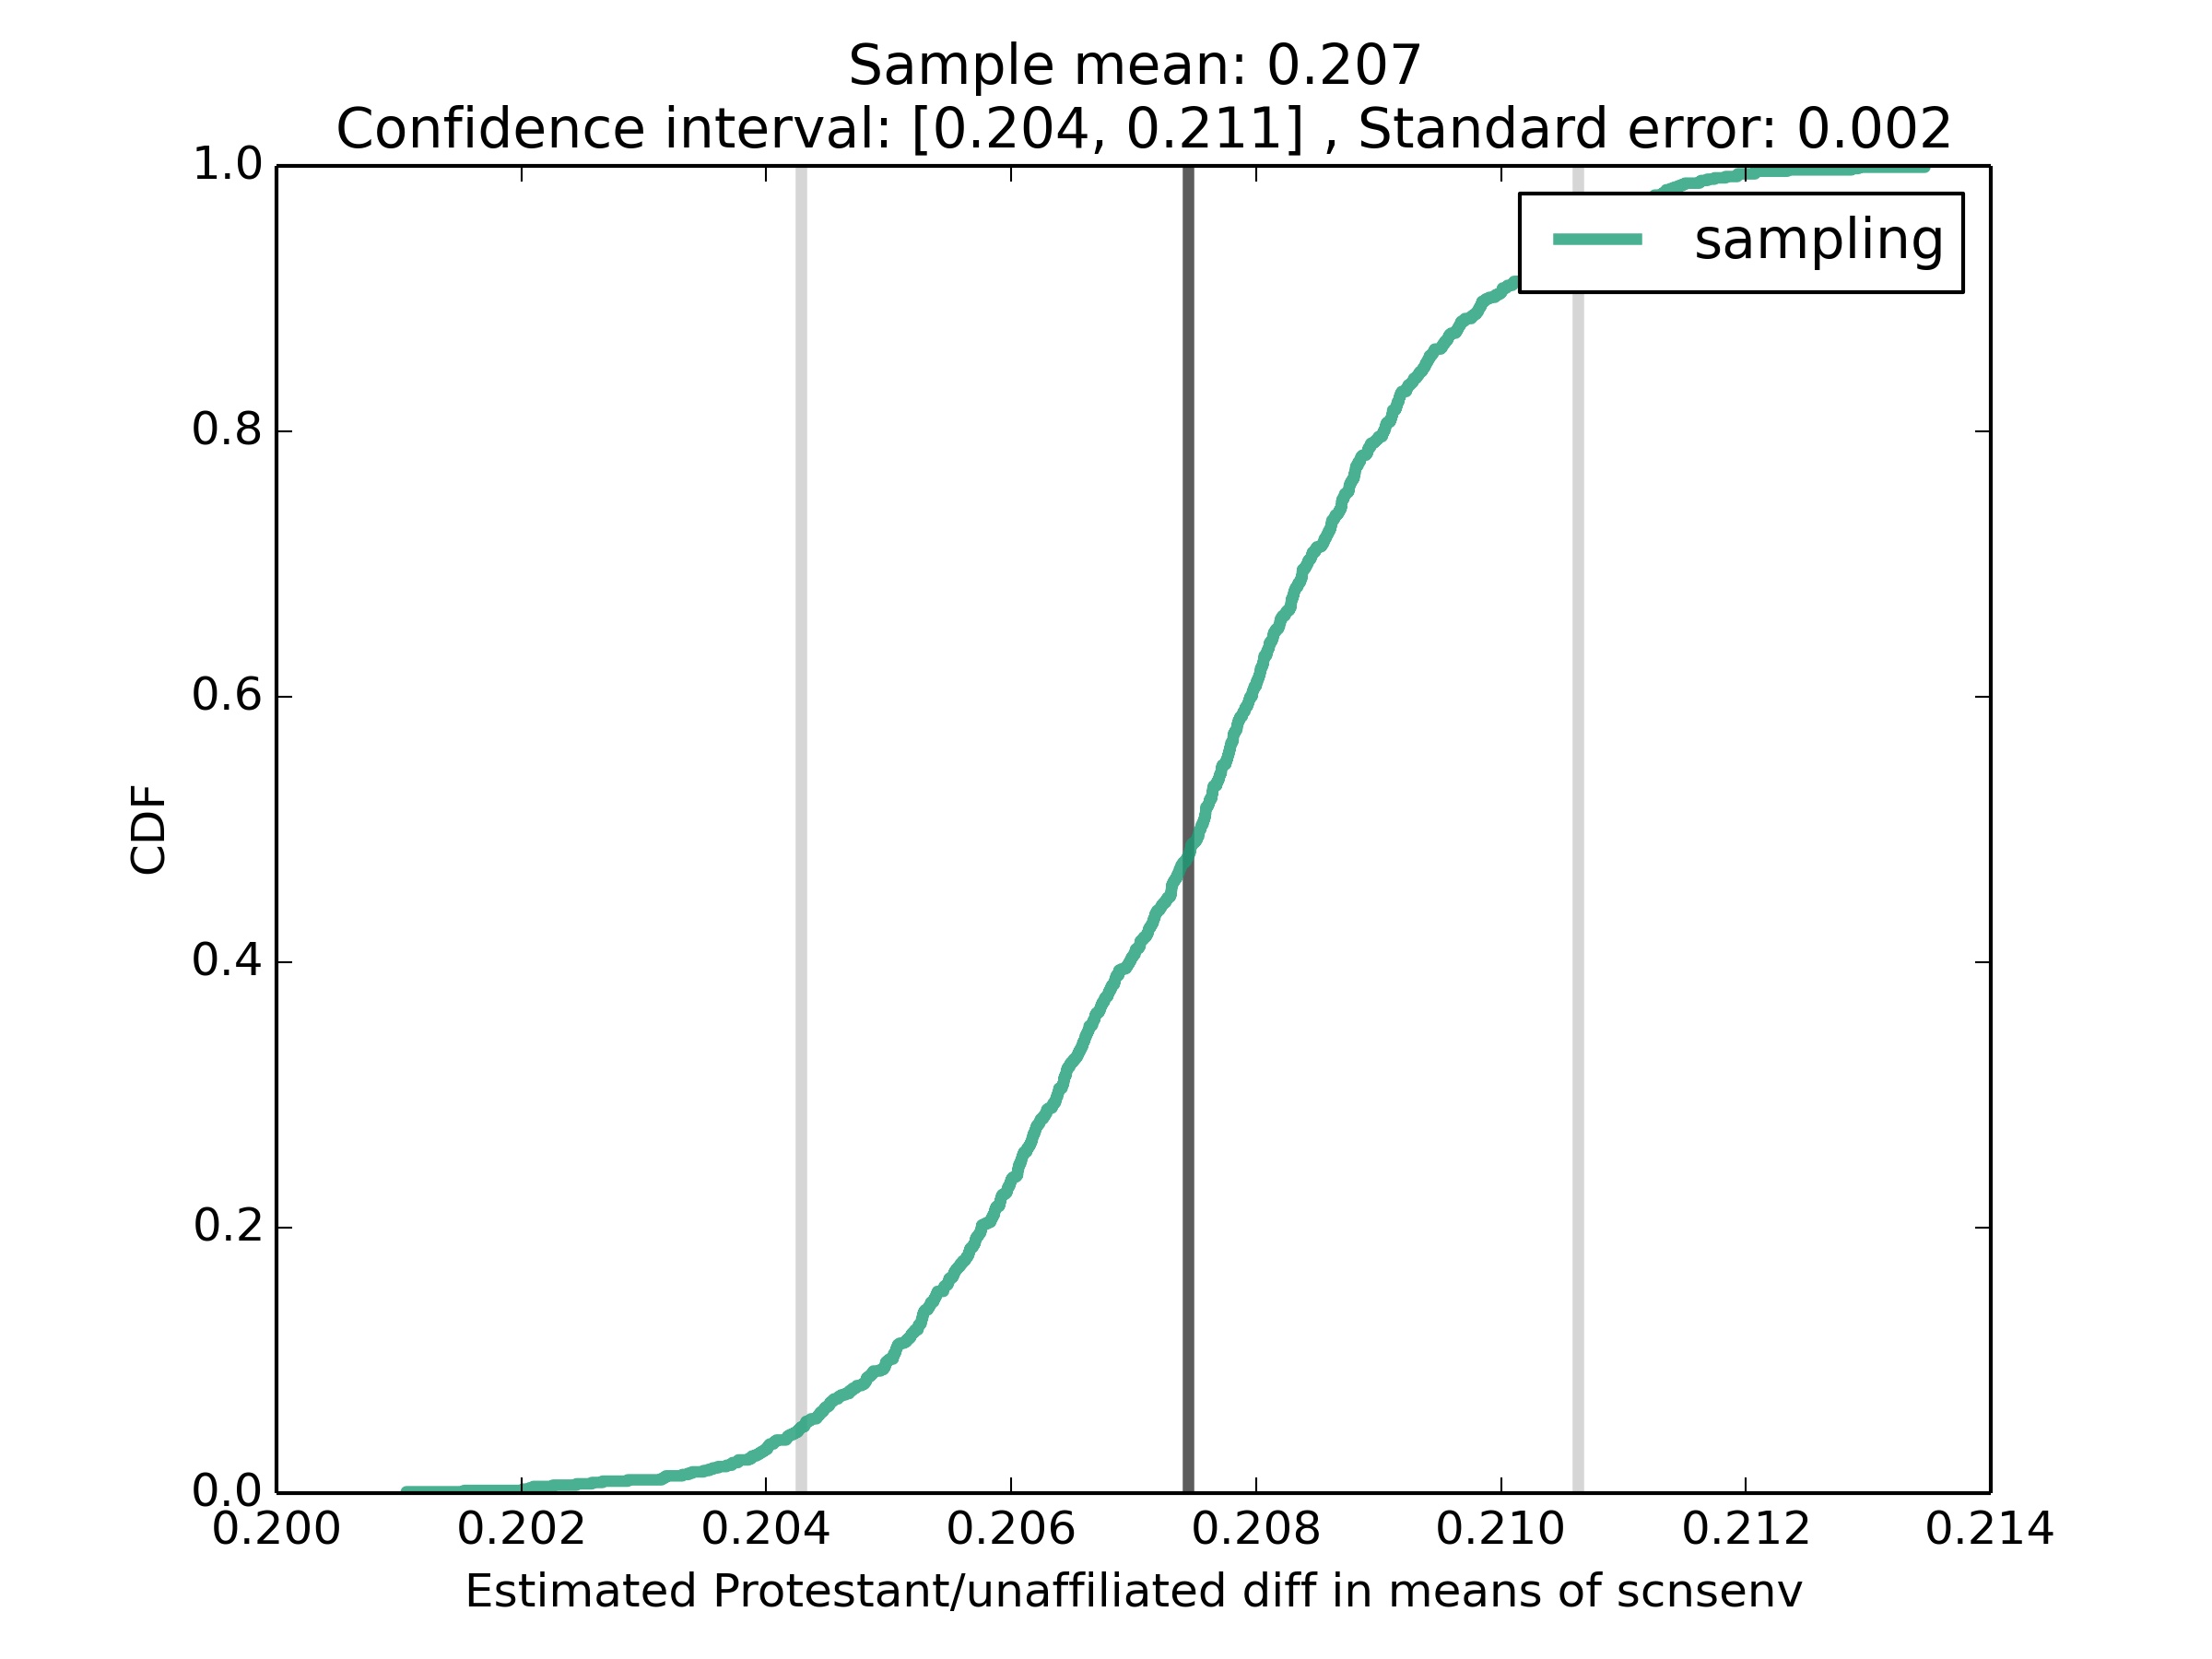 Sample mean: 0.207
Confidence interval: [0.204, 0.211] , Standard error: 0.002
1.0
0.8
0.6
0.4
0.2
0.0
CDF
sampling
0.200 0.202 0.204 0.206 0.208 0.210 0.212 0.214
Estimated Protestant/unaffiliated diff in means of scnsenv